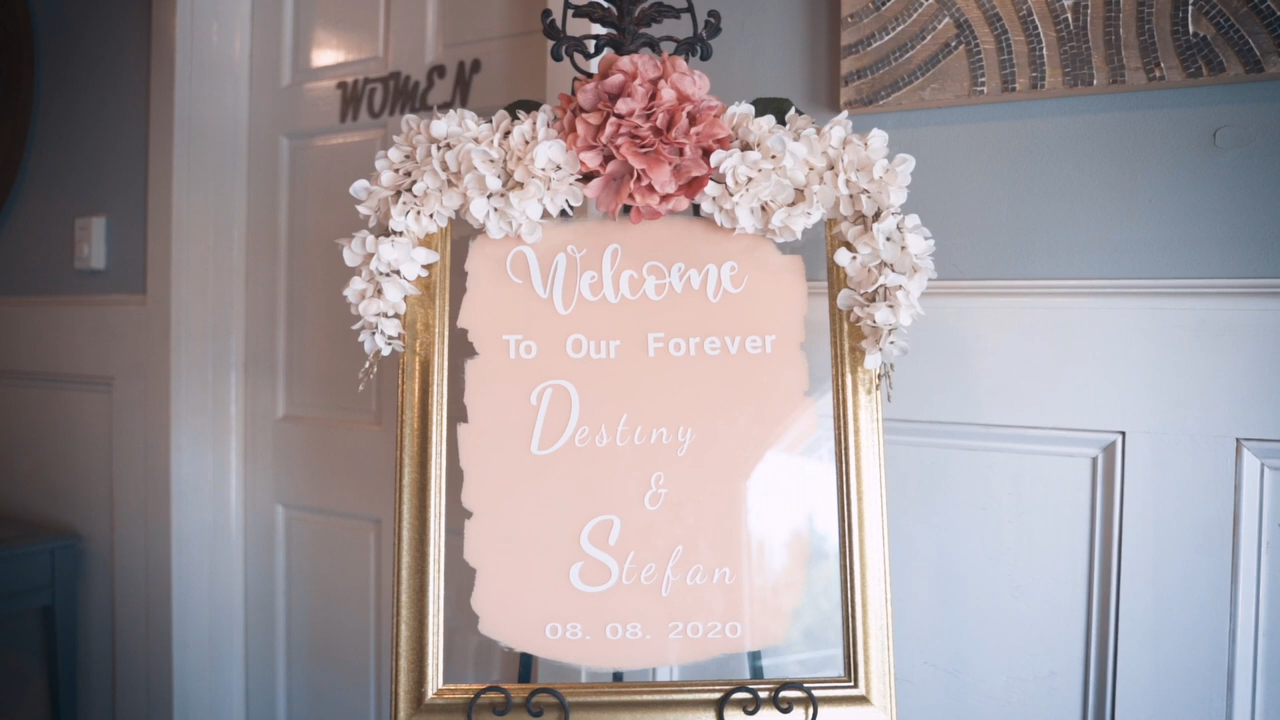 WOMEN
Welcome
To Our Forever
Destiny
&
Stefan
08. 08. 2020